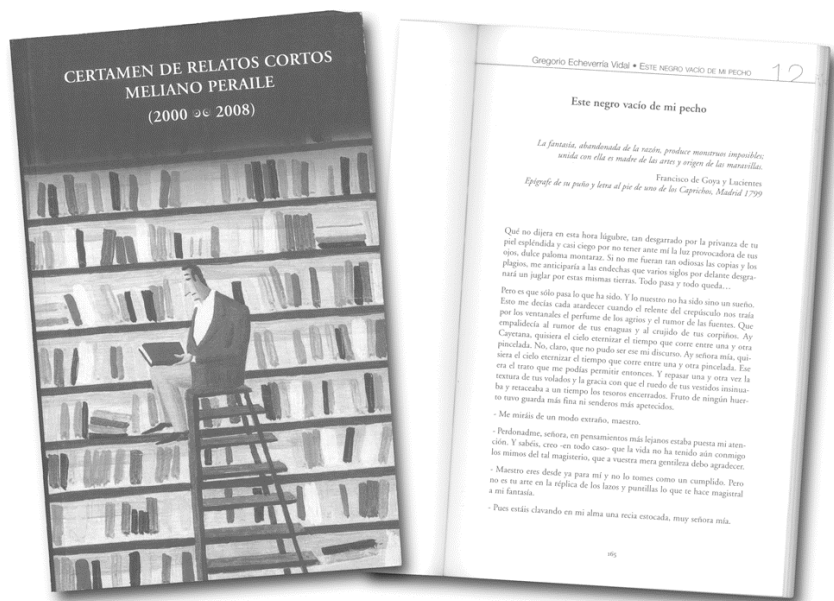 CERTAMEN DE RELATOS CORTOS
MELIANO PERAILE
(2000 2008)
Gregorio Echeverría Vidal • ESTE NEGRO VACÍO DE MI PECHO 12
Este negro vacío de mi pecho
La fantasía, abandonada de la razón, produce monstruos imposibles;
unida con ella es madre de las artes y origen de las maravillas.
Francisco de Goya y Lucientes
Epígrafe de su puño y letra al pie de uno de los Caprichos, Madrid 1799
Qué no dijera en esta hora lúgubre, tan desgarrado por la privanza de tu
piel espléndida y casi ciego por no tener ante mí la luz provocadora de tus
ojos, dulce paloma montaraz. Si no me fueran tan odiosas las copias y los
plagios, me anticiparía a las endechas que varios siglos por delante desgra-
nará un juglar por estas mismas tierras. Todo pasa y todo queda…
Pero es que sólo pasa lo que ha sido. Y lo nuestro no ha sido sino un sueño.
Esto me decías cada atardecer cuando el relente del crepúsculo nos traía
por los ventanales el perfume de los agrios y el rumor de las fuentes. Que
empalidecía al rumor de tus enaguas y al crujido de tus corpiños. Ay
Cayetana, quisiera el cielo eternizar el tiempo que corre entre una y otra
pincelada. No, claro, que no pudo ser ese mi discurso. Ay señora mía, qui-
siera el cielo eternizar el tiempo que corre entre una y otra pincelada. Ese
era el trato que me podías permitir entonces. Y repasar una y otra vez la
textura de tus volados y la gracia con que el ruedo de tus vestidos insinua-
ba y retaceaba a un tiempo los tesoros encerrados. Fruto de ningún huer-
to tuvo guarda más fina ni senderos más apetecidos.
- Me miráis de un modo extraño, maestro.
- Perdonadme, señora, en pensamientos más lejanos estaba puesta mi aten-
ción. Y sabéis, creo -en todo caso- que la vida no ha tenido aún conmigo
los mimos del tal magisterio, que a vuestra mera gentileza debo agradecer.
- Maestro eres desde ya para mí y no lo tomes como un cumplido. Pero
no es tu arte en la réplica de los lazos y puntillas lo que te hace magistral
a mi fantasía.
- Pues estáis clavando en mi alma una recia estocada, muy señora mía.
165